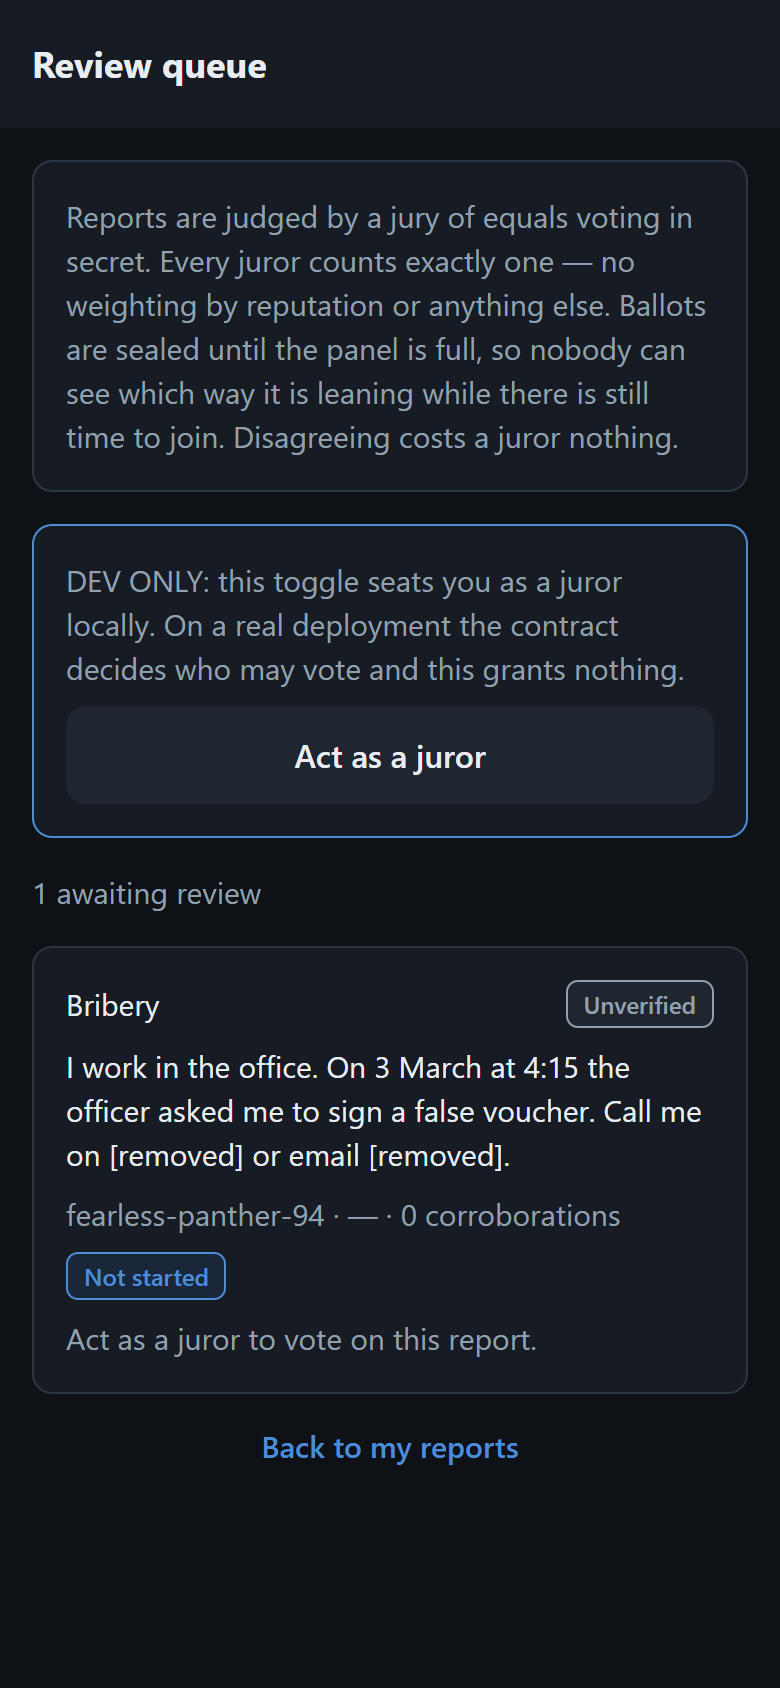 Review queue
Reports are judged by a jury of equals voting in
secret. Every juror counts exactly one — no
weighting by reputation or anything else. Ballots
are sealed until the panel is full, so nobody can
see which way it is leaning while there is still
time to join. Disagreeing costs a juror nothing.
DEV ONLY: this toggle seats you as a juror
locally. On a real deployment the contract
decides who may vote and this grants nothing.
Act as a juror
1 awaiting review
Bribery
Unverified
I work in the office. On 3 March at 4:15 the
officer asked me to sign a false voucher. Call me
on [removed] or email [removed].
fearless-panther-94 · — · 0 corroborations
Not started
Act as a juror to vote on this report.
Back to my reports